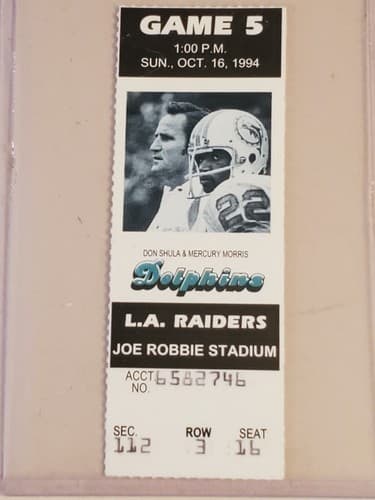 GAME 5
1:00 P.M.
SUN., OCT. 16, 1994
22
DON SHULA & MERCURY MORRIS
Dolphins
L.A. RAIDERS
JOE ROBBIE STADIUM
ACCT. 6582746
NO.
SEC. ROW SEAT
112 3 16